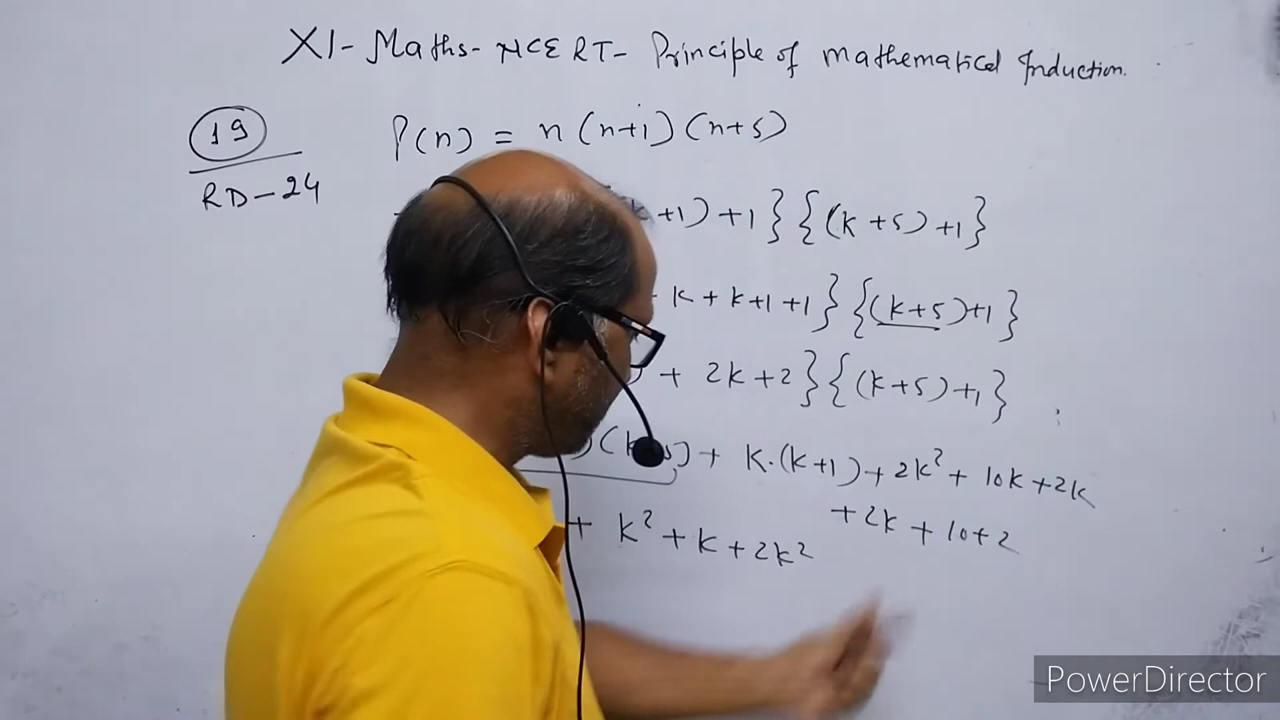 XI- Maths- NCERT- Principle of mathematical Induction.
19
RD-24
P(n) = n (n+1) (n+5)
+1) +1} {(k+5) +1}
k + k+1 +1} {(k+5)+1}
+ 2k+2}{(k+5)+1}
+ k.(k+1) + 2k² + 10k + 2k
+ 2k + 10+2
+ k² + k + 2k²
PowerDirector